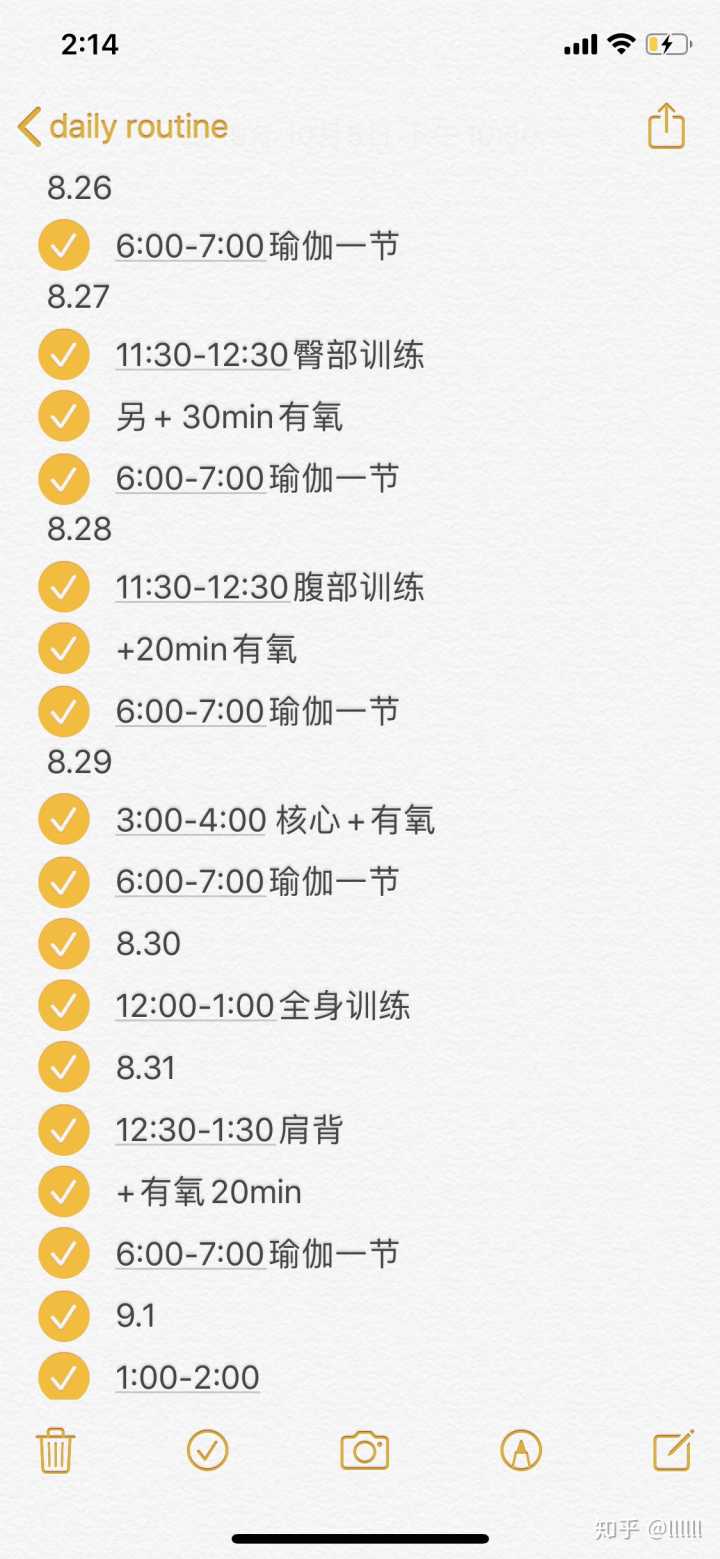 2:14
daily routine
8.26
6:00-7:00瑜伽一节
8.27
11:30-12:30臀部训练
另+ 30min有氧
6:00-7:00瑜伽一节
8.28
11:30-12:30腹部训练
+20min有氧
6:00-7:00瑜伽一节
8.29
3:00-4:00 核心+有氧
6:00-7:00瑜伽一节
8.30
12:00-1:00全身训练
8.31
12:30-1:30肩背
+有氧20min
6:00-7:00瑜伽一节
9.1
1:00-2:00